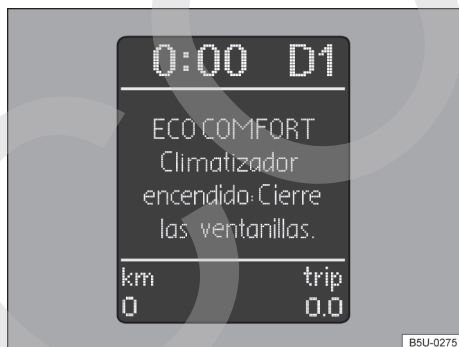 0:00 D1
ECO COMFORT
Climatizador
encendido: Cierre
las ventanillas.
km trip
0 0.0
B5U-0275